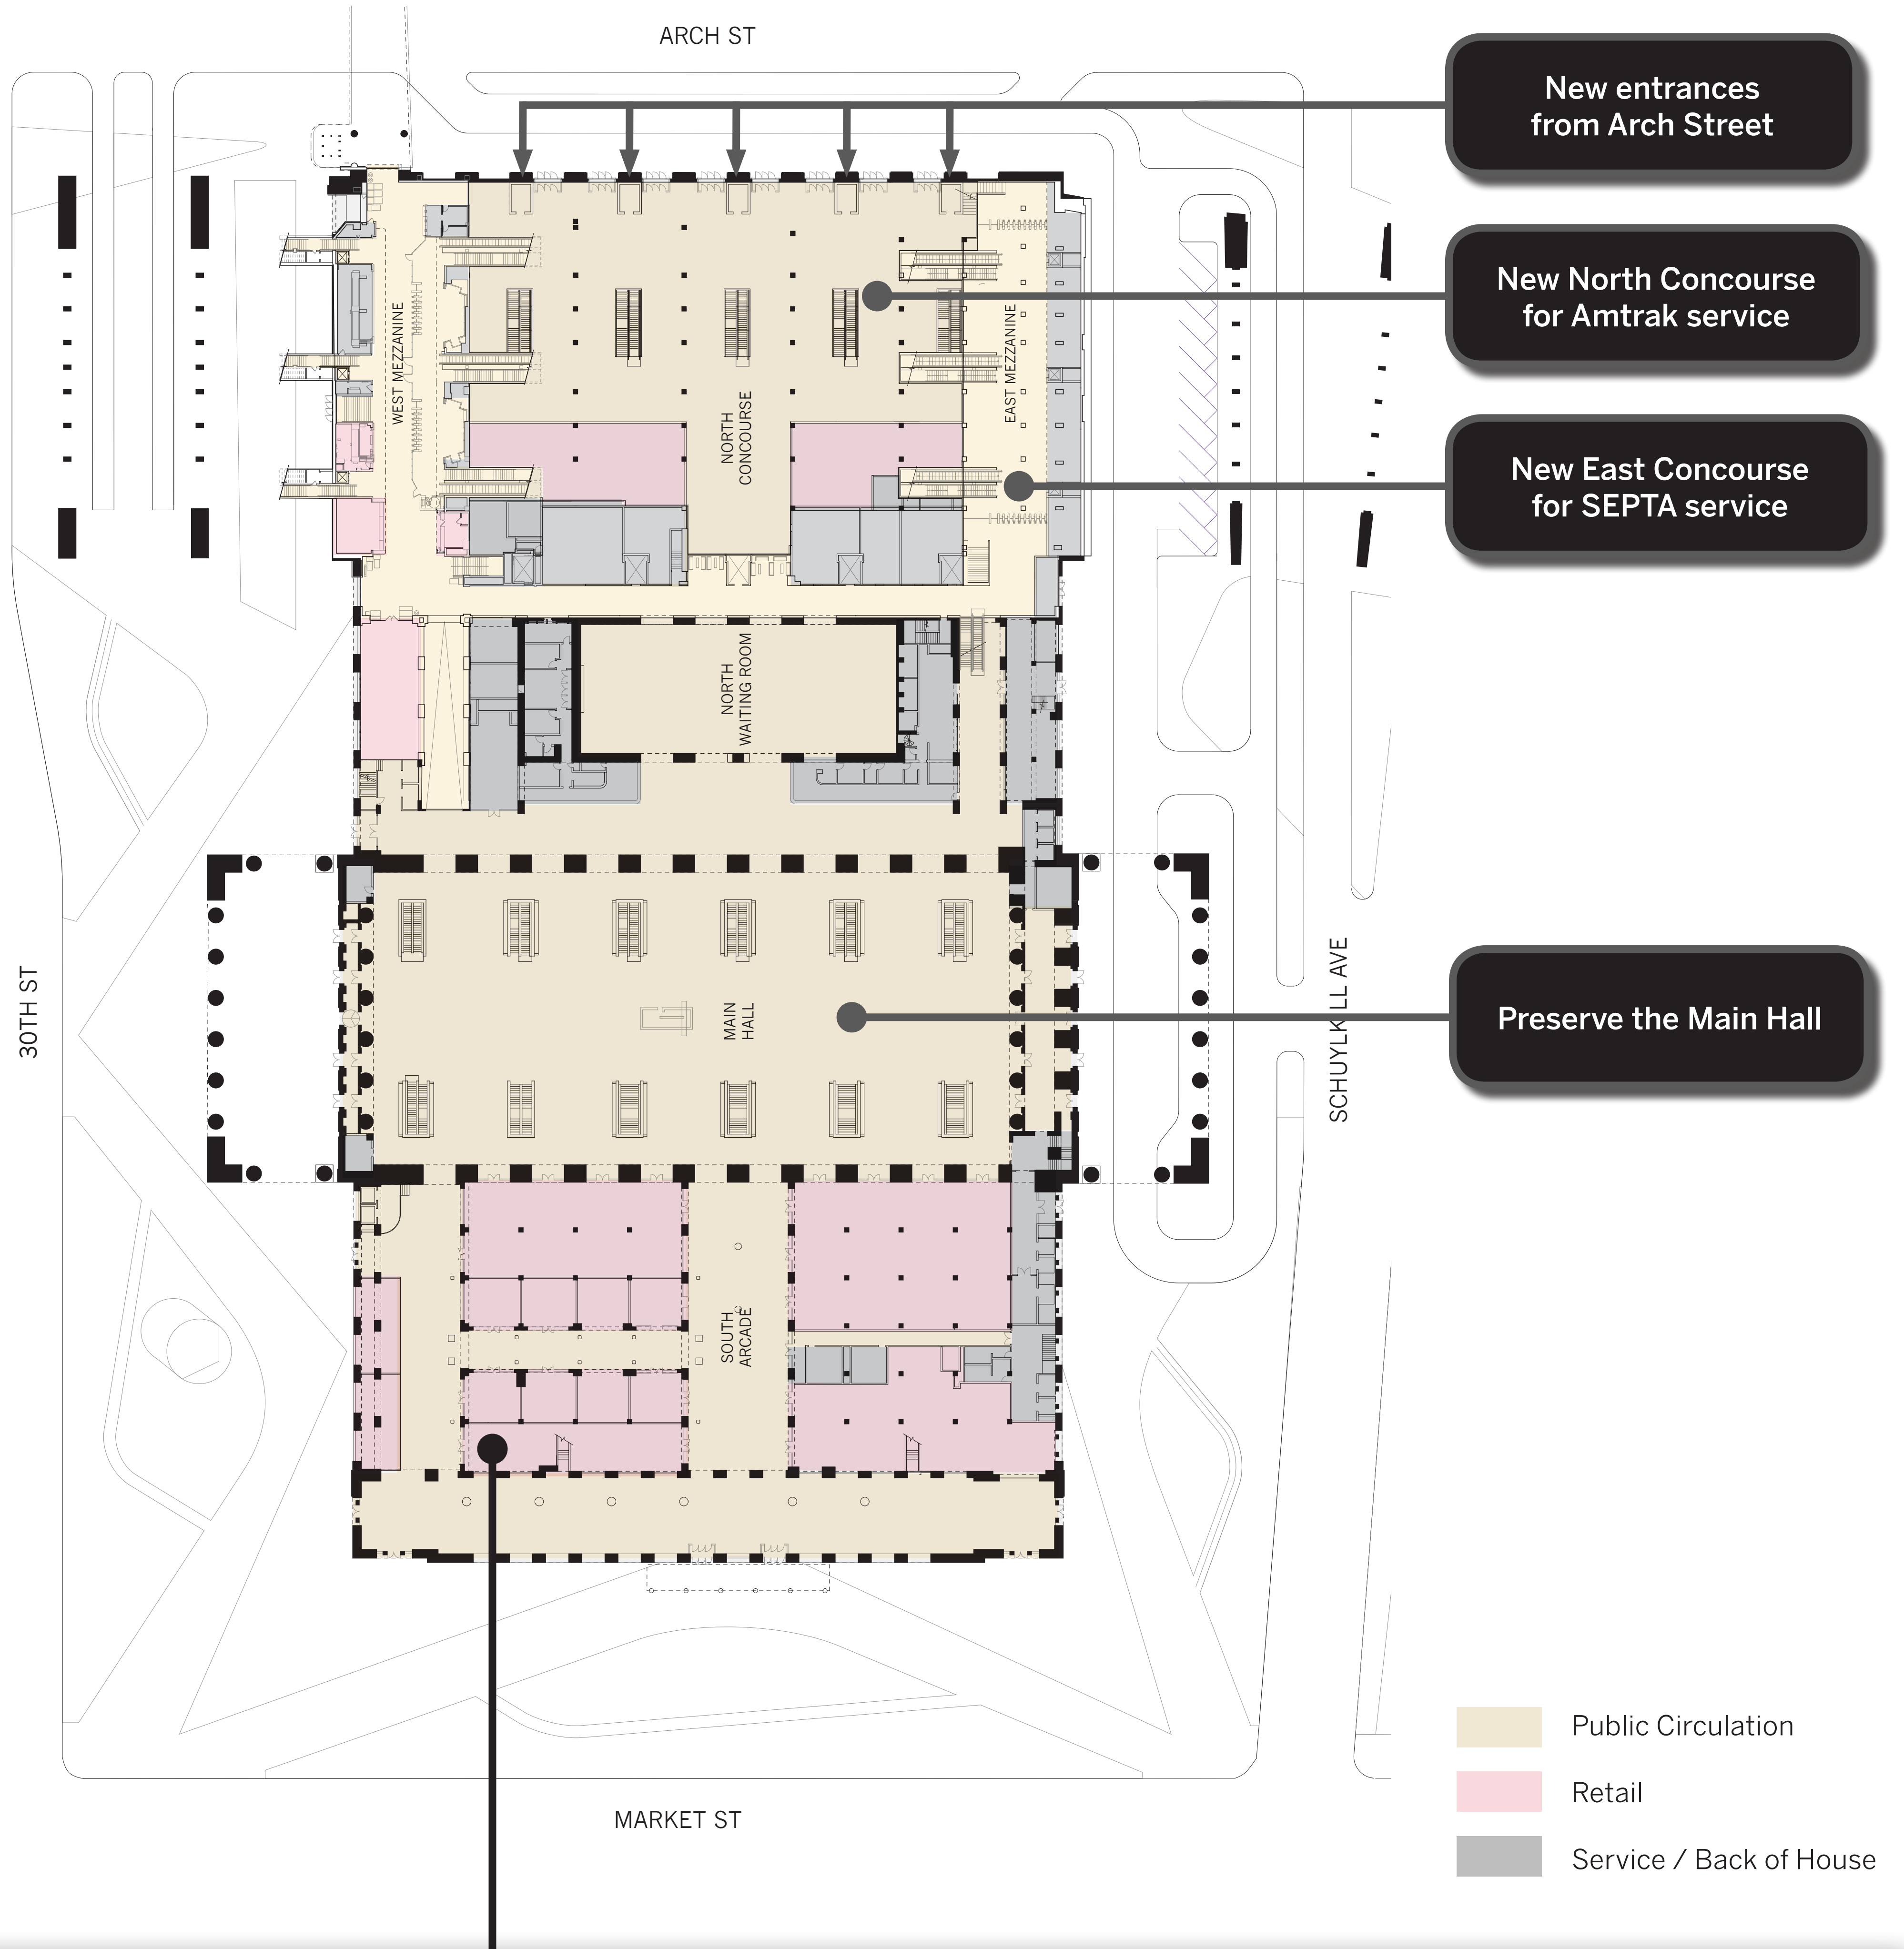 ARCH ST
New entrances
from Arch Street
New North Concourse
for Amtrak service
WEST MEZZANINE
NORTH
CONCOURSE
EAST MEZZANINE
New East Concourse
for SEPTA service
NORTH
WAITING ROOM
30TH ST
MAIN
HALL
SCHUYLKILL AVE
Preserve the Main Hall
SOUTH
ARCADE
MARKET ST
Public Circulation
Retail
Service / Back of House